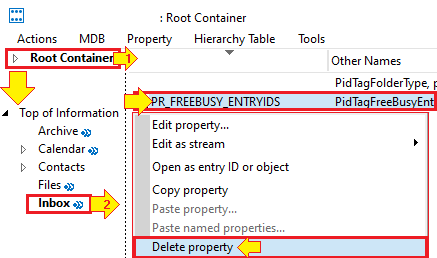 : Root Container
Actions MDB Property Hierarchy Table Tools
Root Container 1
Other Names
PidTagFolderType, p
PR_FREEBUSY_ENTRYIDS PidTagFreeBusyEnt
Top of Information
Archive
Calendar
Contacts
Files
Inbox 2
Edit property...
Edit as stream
Open as entry ID or object
Copy property
Paste property...
Paste named properties...
Delete property